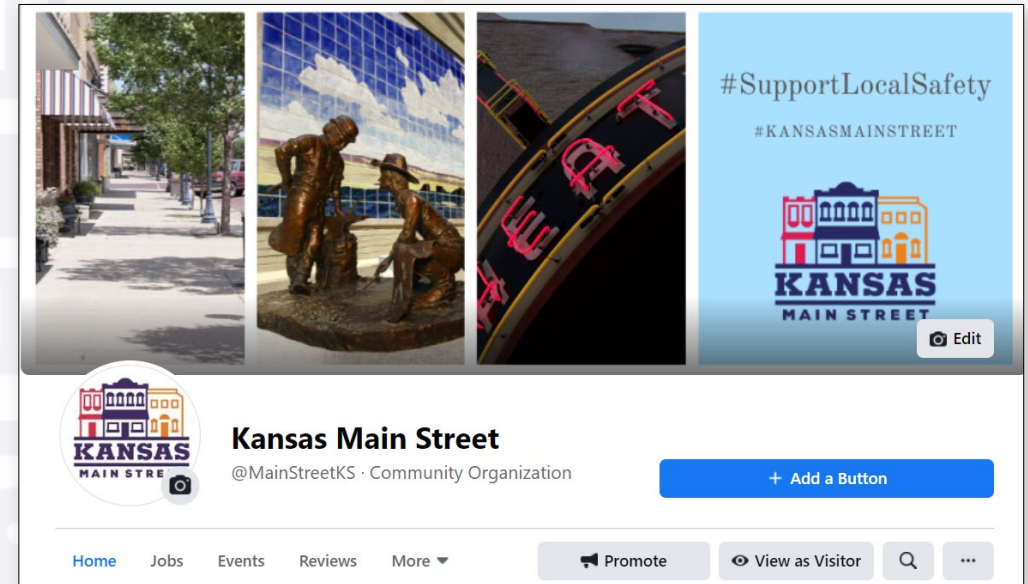 #SupportLocalSafety
#KANSASMAINSTREET
KANSAS
MAIN STREET
Edit
KANSAS
MAIN STRE
Kansas Main Street
@MainStreetKS · Community Organization
+ Add a Button
Home Jobs Events Reviews More
Promote
View as Visitor
...